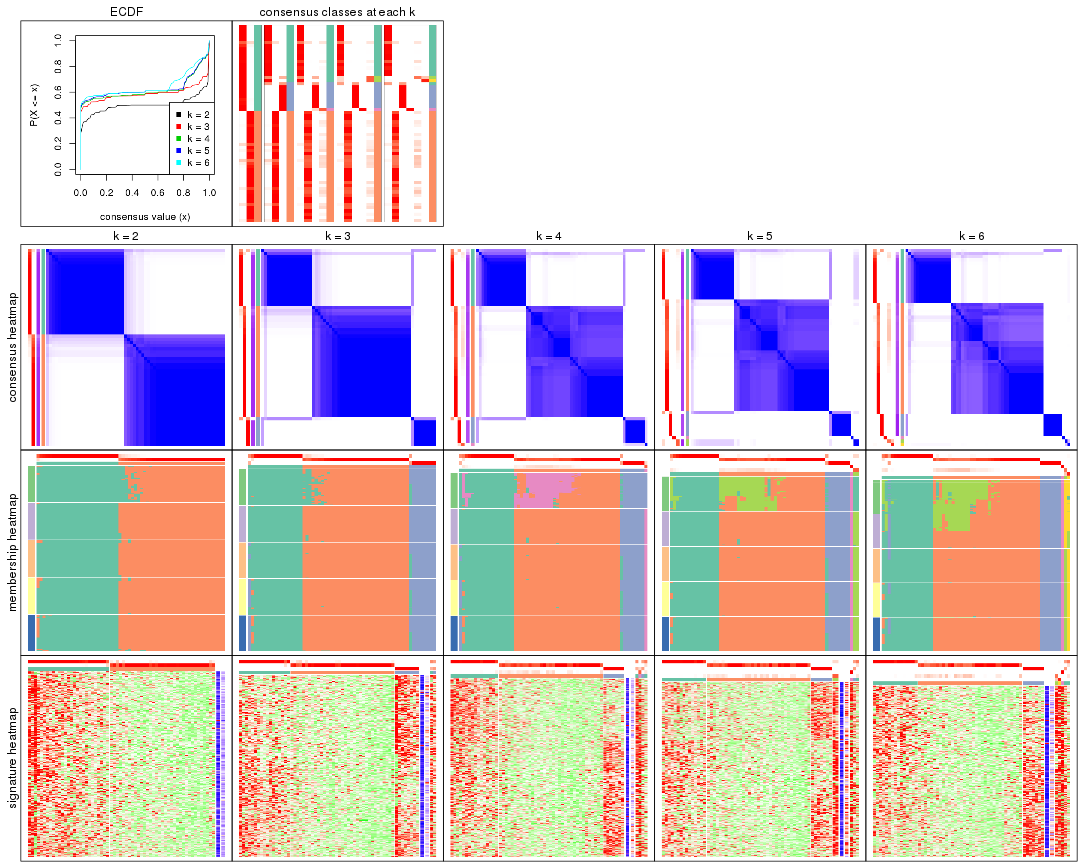 ECDF
consensus classes at each k
P(X <= x)
0.0 0.2 0.4 0.6 0.8 1.0
k = 2
k = 3
k = 4
k = 5
k = 6
0.0 0.2 0.4 0.6 0.8 1.0
consensus value (x)
k = 2
k = 3
k = 4
k = 5
k = 6
consensus heatmap
membership heatmap
signature heatmap